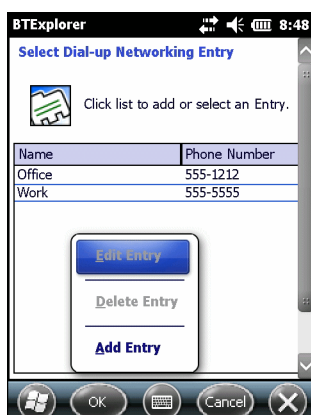 BTExplorer 8:48
Select Dial-up Networking Entry
Click list to add or select an Entry.
Name Phone Number
Office 555-1212
Work 555-5555
Edit Entry
Delete Entry
Add Entry
OK Cancel